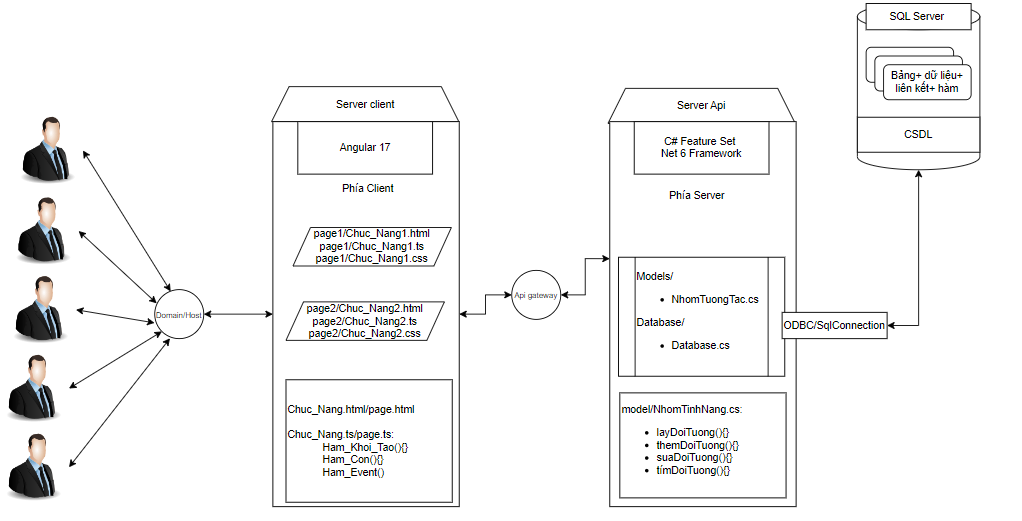 SQL Server
Bảng+ dữ liệu+
liên kết+ hàm
CSDL
Server client
Angular 17
Phía Client
page1/Chuc_Nang1.html
page1/Chuc_Nang1.ts
page1/Chuc_Nang1.css
page2/Chuc_Nang2.html
page2/Chuc_Nang2.ts
page2/Chuc_Nang2.css
Chuc_Nang.html/page.html
Chuc_Nang.ts/page.ts:
Ham_Khoi_Tao(){}
Ham_Con(){}
Ham_Event()
Domain/Host
Api gateway
Server Api
C# Feature Set
Net 6 Framework
Phía Server
Models/
NhomTuongTac.cs
Database/
Database.cs
ODBC/SqlConnection
model/NhomTinhNang.cs:
layDoiTuong(){}
themDoiTuong(){}
suaDoiTuong(){}
tímDoiTuong(){}